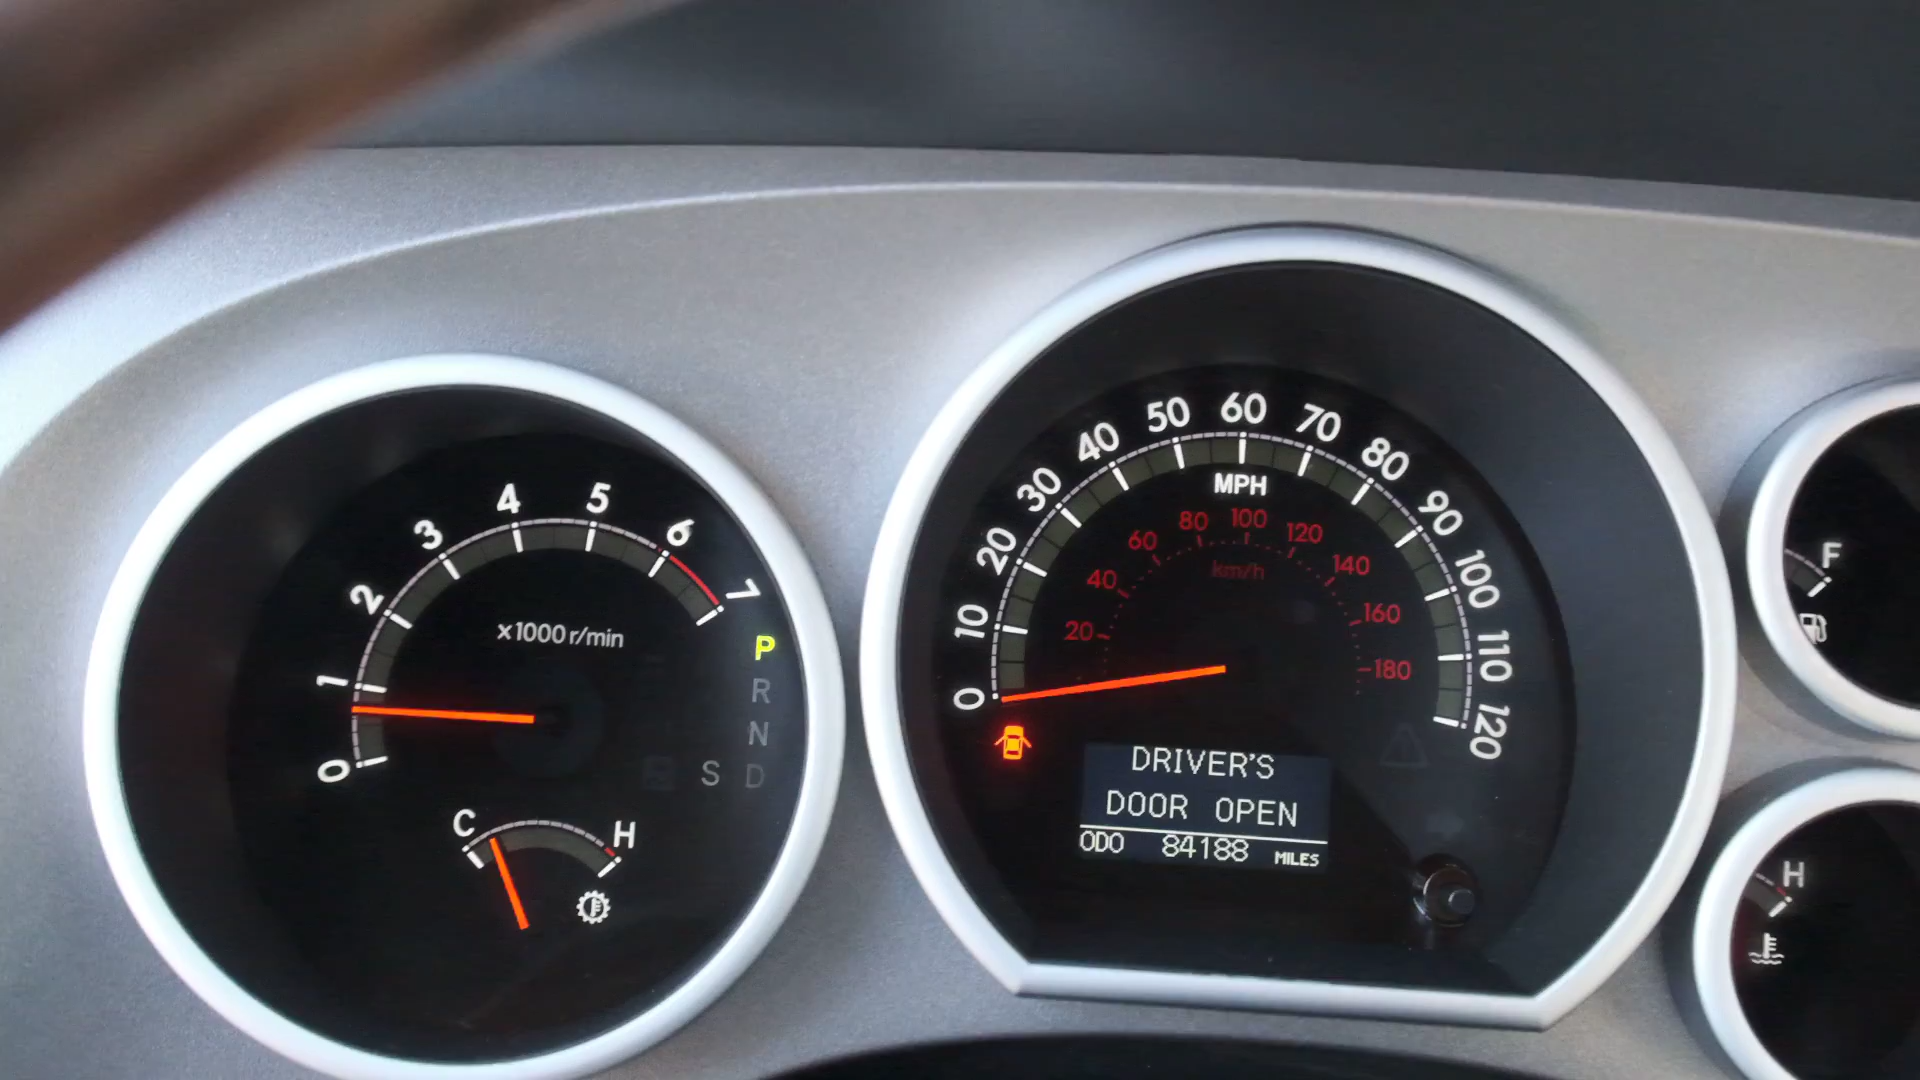 0 1 2 3 4 5 6 7
x1000 r/min
P
R
N
S D
C H
0 10 20 30 40 50 60 70 80 90 100 110 120
MPH
20 40 60 80 100 120 140 160 180
km/h
DRIVER'S
DOOR OPEN
ODO 84188 MILES
F
H